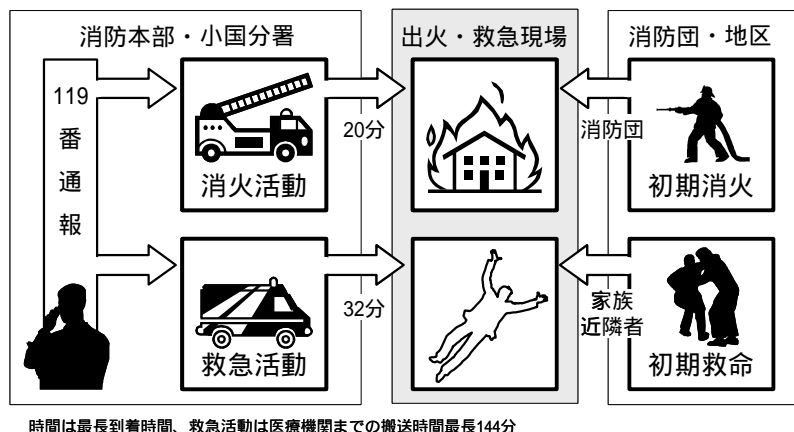 消防本部・小国分署
119番通報
消火活動
20分
救急活動
32分
出火・救急現場
消防団・地区
消防団
初期消火
家族
近隣者
初期救命
時間は最長到着時間、救急活動は医療機関までの搬送時間最長144分